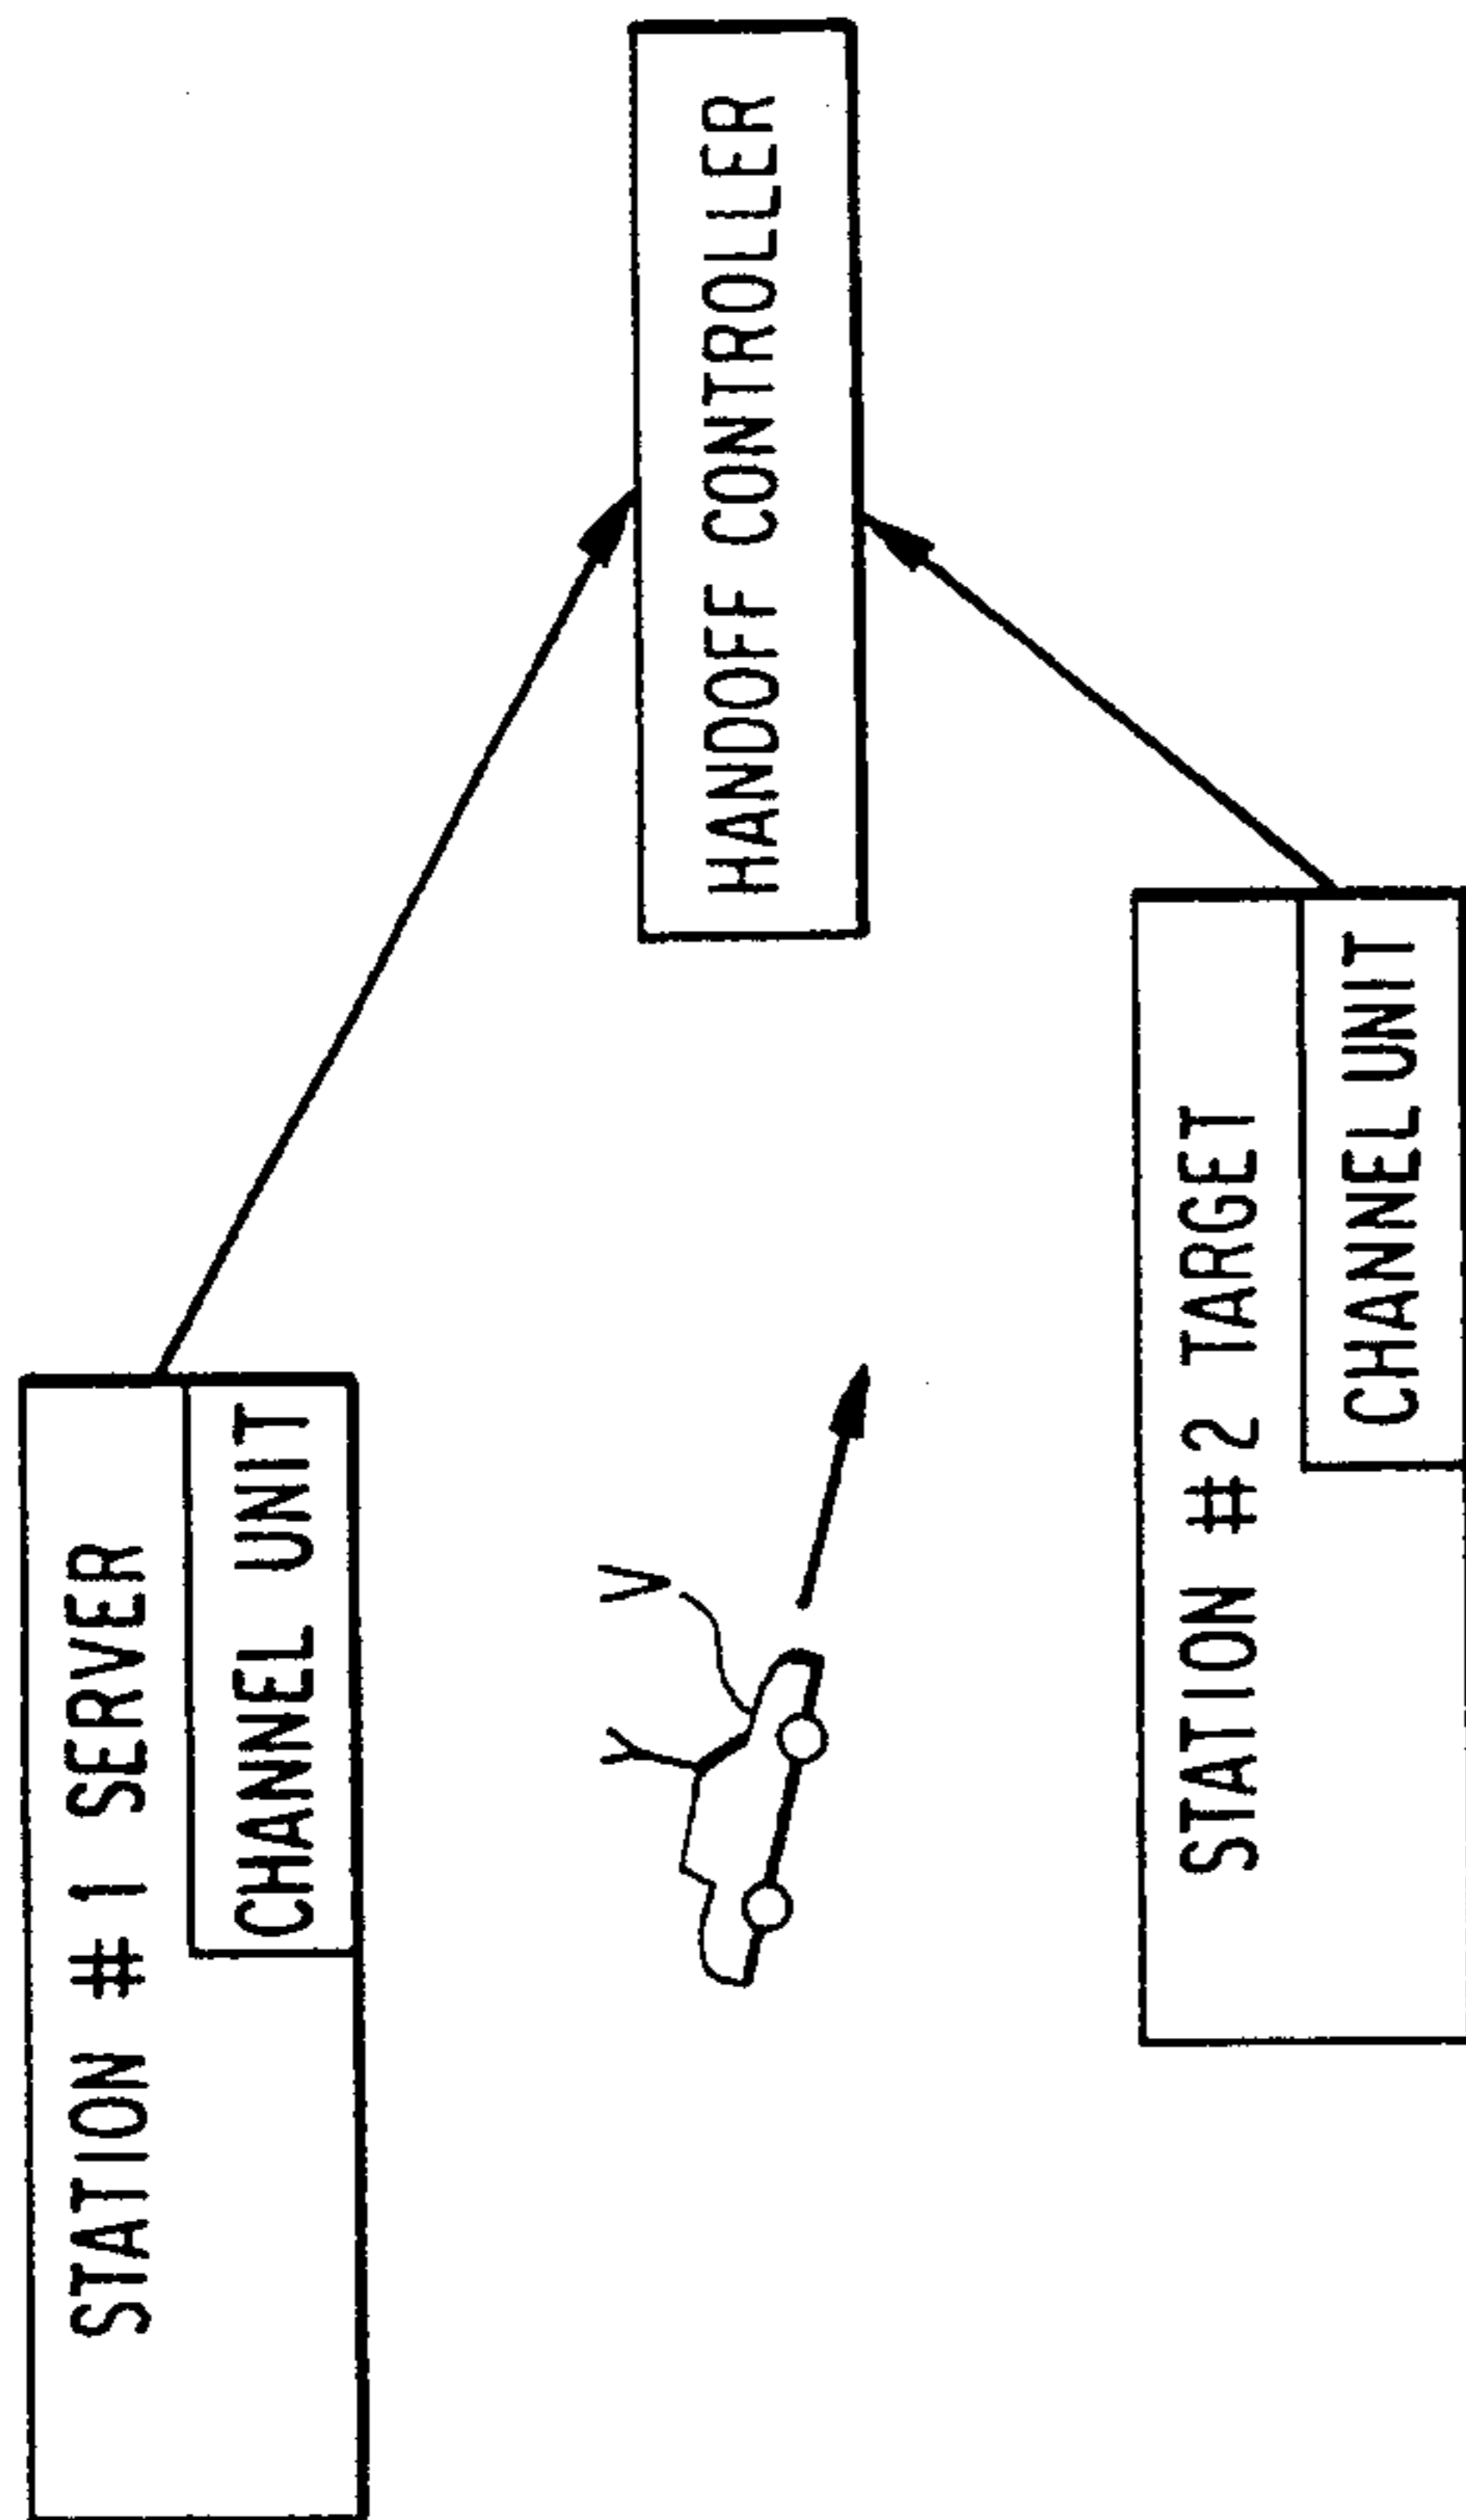 STATION # 1 SERVER
CHANNEL UNIT
HANDOFF CONTROLLER
STATION # 2 TARGET
CHANNEL UNIT